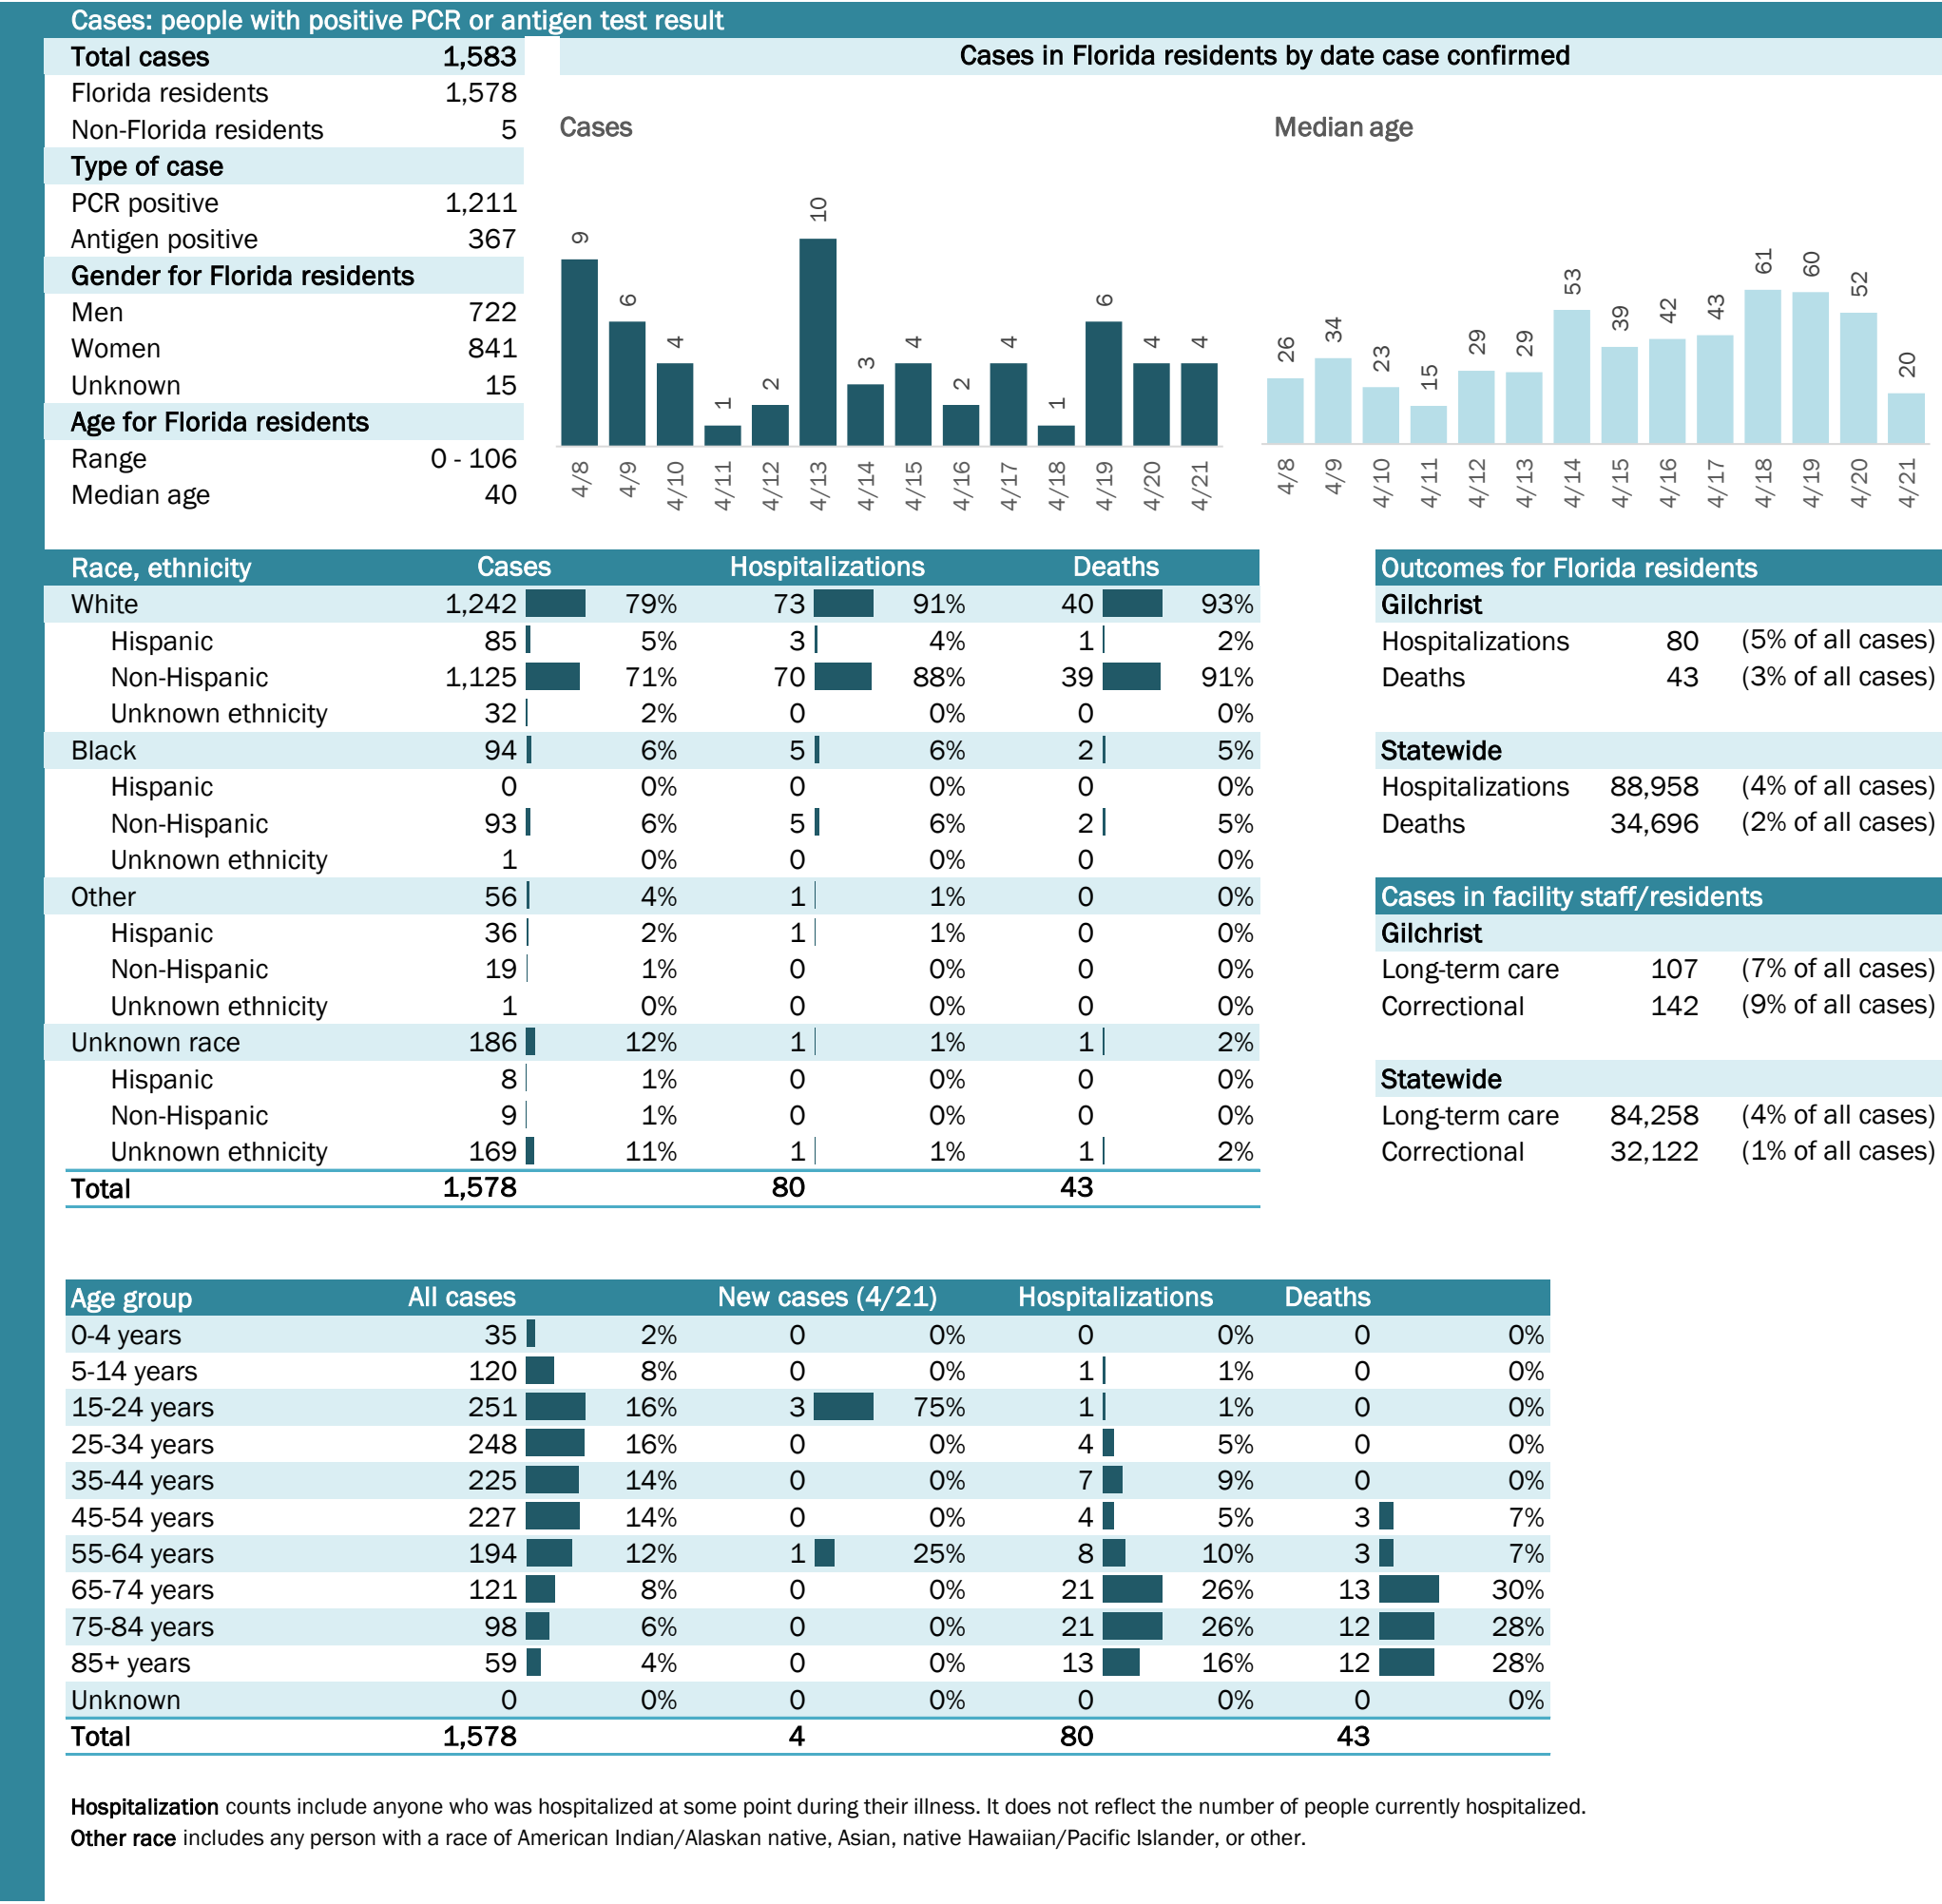 Cases: people with positive PCR or antigen test result
Total cases 1,583
Florida residents 1,578
Non-Florida residents 5
Type of case
PCR positive 1,211
Antigen positive 367
Gender for Florida residents
Men 722
Women 841
Unknown 15
Age for Florida residents
Range 0 - 106
Median age 40
Cases in Florida residents by date case confirmed
Cases
9 6 4 1 2 10 3 4 2 4 1 6 4 4
4/8 4/9 4/10 4/11 4/12 4/13 4/14 4/15 4/16 4/17 4/18 4/19 4/20 4/21
Median age
26 34 23 15 29 29 53 39 42 43 61 60 52 20
4/8 4/9 4/10 4/11 4/12 4/13 4/14 4/15 4/16 4/17 4/18 4/19 4/20 4/21
Race, ethnicity Cases Hospitalizations Deaths
White 1,242 79% 73 91% 40 93%
Hispanic 85 5% 3 4% 1 2%
Non-Hispanic 1,125 71% 70 88% 39 91%
Unknown ethnicity 32 2% 0 0% 0 0%
Black 94 6% 5 6% 2 5%
Hispanic 0 0% 0 0% 0 0%
Non-Hispanic 93 6% 5 6% 2 5%
Unknown ethnicity 1 0% 0 0% 0 0%
Other 56 4% 1 1% 0 0%
Hispanic 36 2% 1 1% 0 0%
Non-Hispanic 19 1% 0 0% 0 0%
Unknown ethnicity 1 0% 0 0% 0 0%
Unknown race 186 12% 1 1% 1 2%
Hispanic 8 1% 0 0% 0 0%
Non-Hispanic 9 1% 0 0% 0 0%
Unknown ethnicity 169 11% 1 1% 1 2%
Total 1,578 80 43
Outcomes for Florida residents
Gilchrist
Hospitalizations 80 (5% of all cases)
Deaths 43 (3% of all cases)
Statewide
Hospitalizations 88,958 (4% of all cases)
Deaths 34,696 (2% of all cases)
Cases in facility staff/residents
Gilchrist
Long-term care 107 (7% of all cases)
Correctional 142 (9% of all cases)
Statewide
Long-term care 84,258 (4% of all cases)
Correctional 32,122 (1% of all cases)
Age group All cases New cases (4/21) Hospitalizations Deaths
0-4 years 35 2% 0 0% 0 0% 0 0%
5-14 years 120 8% 0 0% 1 1% 0 0%
15-24 years 251 16% 3 75% 1 1% 0 0%
25-34 years 248 16% 0 0% 4 5% 0 0%
35-44 years 225 14% 0 0% 7 9% 0 0%
45-54 years 227 14% 0 0% 4 5% 3 7%
55-64 years 194 12% 1 25% 8 10% 3 7%
65-74 years 121 8% 0 0% 21 26% 13 30%
75-84 years 98 6% 0 0% 21 26% 12 28%
85+ years 59 4% 0 0% 13 16% 12 28%
Unknown 0 0% 0 0% 0 0% 0 0%
Total 1,578 4 80 43
Hospitalization counts include anyone who was hospitalized at some point during their illness. It does not reflect the number of people currently hospitalized.
Other race includes any person with a race of American Indian/Alaskan native, Asian, native Hawaiian/Pacific Islander, or other.